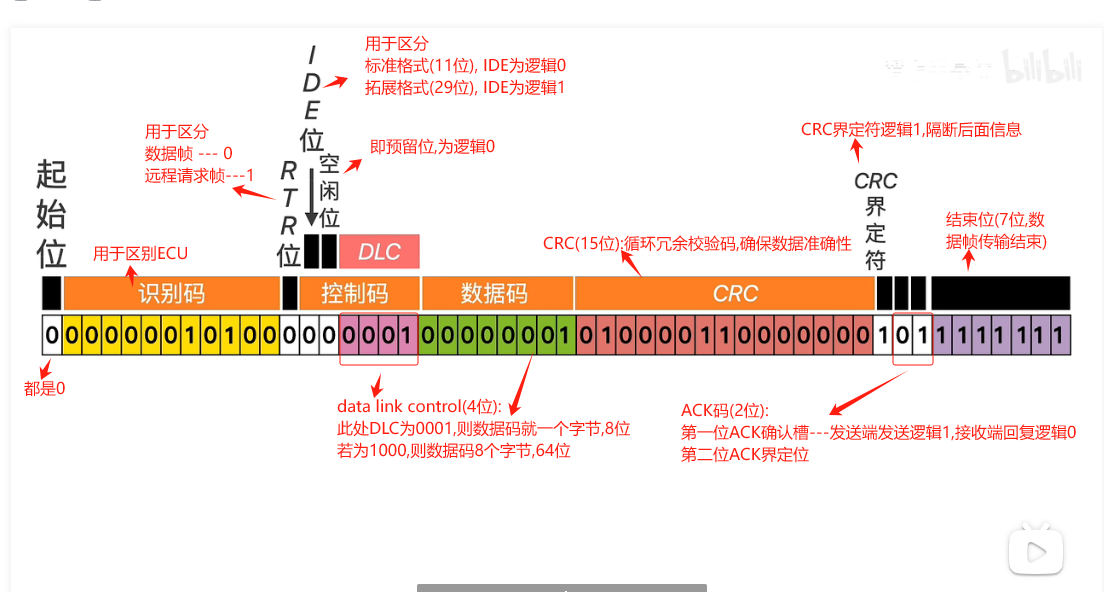 用于区分
标准格式(11位), IDE为逻辑0
拓展格式(29位), IDE为逻辑1
bilibili
IDE位
用于区分
数据帧 --- 0
远程请求帧---1
即预留位,为逻辑0
CRC界定符逻辑1,隔断后面信息
起始位
RTR位
空闲位
CRC界定符
结束位(7位,数
据帧传输结束)
用于区别ECU
DLC
CRC(15位):循环冗余校验码,确保数据准确性
识别码
控制码
数据码
CRC
0 0 0 0 0 0 0 1 0 1 0 0 0 0 0 0 0 0 1 0 0 0 0 0 0 0 1 0 1 0 0 0 0 1 1 0 0 0 0 0 0 0 1 0 1 1 1 1 1 1 1 1
都是0
data link control(4位):
此处DLC为0001,则数据码就一个字节,8位
若为1000,则数据码8个字节,64位
ACK码(2位):
第一位ACK确认槽---发送端发送逻辑1,接收端回复逻辑0
第二位ACK界定位